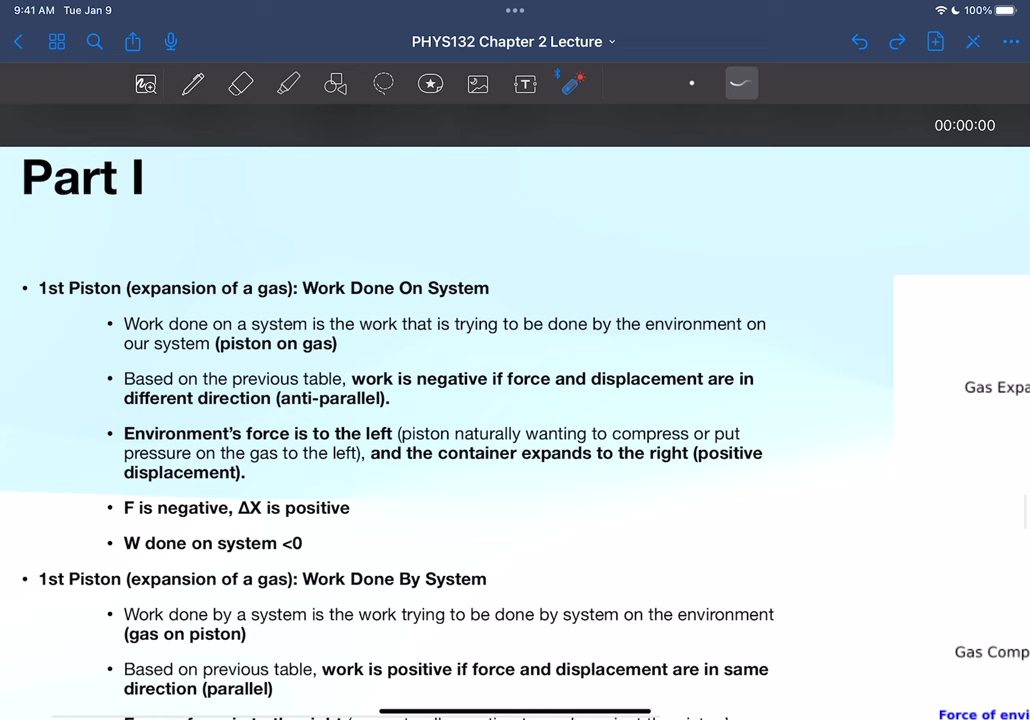 9:41 AM Tue Jan 9
100%
PHYS132 Chapter 2 Lecture
T
00:00:00
Part I
• 1st Piston (expansion of a gas): Work Done On System
• Work done on a system is the work that is trying to be done by the environment on
our system (piston on gas)
• Based on the previous table, work is negative if force and displacement are in
different direction (anti-parallel).
Gas Expa
• Environment's force is to the left (piston naturally wanting to compress or put
pressure on the gas to the left), and the container expands to the right (positive
displacement).
• F is negative, ΔX is positive
• W done on system <0
• 1st Piston (expansion of a gas): Work Done By System
• Work done by a system is the work trying to be done by system on the environment
(gas on piston)
Gas Comp
• Based on previous table, work is positive if force and displacement are in same
direction (parallel)
Force of envi